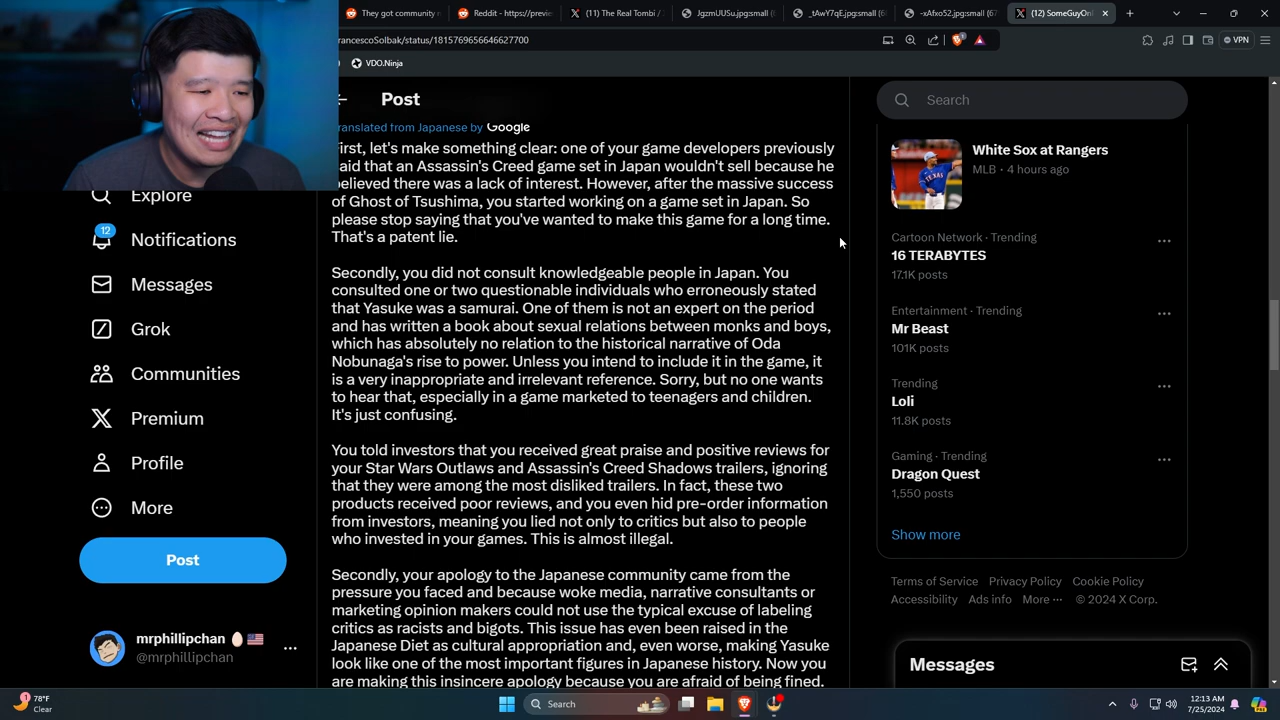 They got community n
Reddit - https://previe
(11) The Real Tombi /
JgzmUUSu.jpg:small (
_tAwY7qE.jpg:small (6
-xAfxo52.jpg:small (67
(12) SomeGuyOnl
francescoSolbak/status/1815769656646627700
VPN
VDO.Ninja
Post
Search
ranslated from Japanese by Google
First, let's make something clear: one of your game developers previously
said that an Assassin's Creed game set in Japan wouldn't sell because he
believed there was a lack of interest. However, after the massive success
of Ghost of Tsushima, you started working on a game set in Japan. So
please stop saying that you've wanted to make this game for a long time.
That's a patent lie.
Secondly, you did not consult knowledgeable people in Japan. You
consulted one or two questionable individuals who erroneously stated
that Yasuke was a samurai. One of them is not an expert on the period
and has written a book about sexual relations between monks and boys,
which has absolutely no relation to the historical narrative of Oda
Nobunaga's rise to power. Unless you intend to include it in the game, it
is a very inappropriate and irrelevant reference. Sorry, but no one wants
to hear that, especially in a game marketed to teenagers and children.
It's just confusing.
You told investors that you received great praise and positive reviews for
your Star Wars Outlaws and Assassin's Creed Shadows trailers, ignoring
that they were among the most disliked trailers. In fact, these two
products received poor reviews, and you even hid pre-order information
from investors, meaning you lied not only to critics but also to people
who invested in your games. This is almost illegal.
Secondly, your apology to the Japanese community came from the
pressure you faced and because woke media, narrative consultants or
marketing opinion makers could not use the typical excuse of labeling
critics as racists and bigots. This issue has even been raised in the
Japanese Diet as cultural appropriation and, even worse, making Yasuke
look like one of the most important figures in Japanese history. Now you
are making this insincere apology because you are afraid of being fined.
Explore
12
Notifications
Messages
Grok
Communities
Premium
Profile
More
Post
mrphillipchan
@mrphillipchan
TEXAS
White Sox at Rangers
MLB · 4 hours ago
Cartoon Network · Trending
16 TERABYTES
17.1K posts
Entertainment · Trending
Mr Beast
101K posts
Trending
Loli
11.8K posts
Gaming · Trending
Dragon Quest
1,550 posts
Show more
Terms of Service Privacy Policy Cookie Policy
Accessibility Ads info More ··· © 2024 X Corp.
Messages
1
78°F
Clear
Search
12:13 AM
7/25/2024